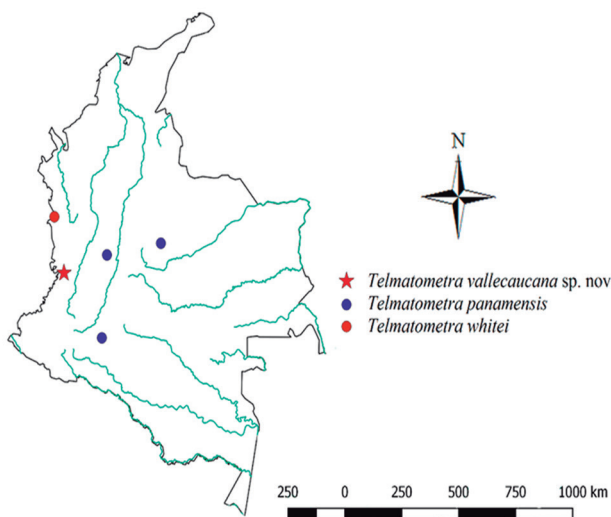 N
Telmatometra vallecaucana sp. nov
Telmatometra panamensis
Telmatometra whitei
250 0 250 500 750 1000 km